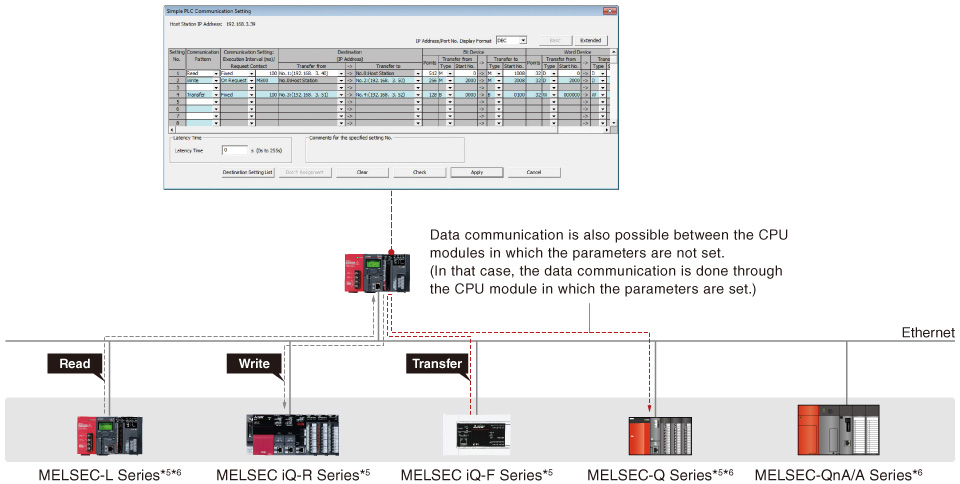 Simple PLC Communication Setting
Host Station IP Address: 192.168.3.39
IP Address/Port No. Display Format DEC Basic Extended
Setting No. Communication Pattern Communication Setting: Execution Interval (ms)/ Request Contact Destination (IP Address) Transfer from -> Transfer to Bit Device Points Transfer from Type Start No. -> Transfer to Type Start No. Word Device Points Transfer from Type Start No. -> Type
1 Read Fixed 100 No.1:(192.168. 3. 40) -> No.0:Host Station 512 M 0 -> M 1008 32 D 0 -> D
2 Write On Request M500 No.0:Host Station -> No.2:(192.168. 3. 50) 256 M 2000 -> M 3008 32 D 2000 -> D
3 -> -> ->
4 Transfer Fixed 100 No.3:(192.168. 3. 51) -> No.4:(192.168. 3. 52) 128 B 0000 -> B 0100 32 W 000000 -> W
5 -> -> ->
6 -> -> ->
7 -> -> ->
8
Latency Time
Comments for the specified setting No.
Latency Time 0 s (0s to 255s)
Destination Setting List Clear Check Apply Cancel
Data communication is also possible between the CPU
modules in which the parameters are not set.
(In that case, the data communication is done through
the CPU module in which the parameters are set.)
Ethernet
Read Write Transfer
MELSEC-L Series*5*6 MELSEC iQ-R Series*5 MELSEC iQ-F Series*5 MELSEC-Q Series*5*6 MELSEC-QnA/A Series*6